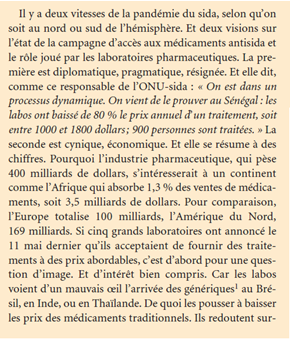 Il y a deux vitesses de la pandémie du sida, selon qu'on
soit au nord ou sud de l'hémisphère. Et deux visions sur
l'état de la campagne d'accès aux médicaments antisida et
le rôle joué par les laboratoires pharmaceutiques. La pre-
mière est diplomatique, pragmatique, résignée. Et elle dit,
comme ce responsable de l'ONU-sida : « On est dans un
processus dynamique. On vient de le prouver au Sénégal : les
labos ont baissé de 80 % le prix annuel d'un traitement, soit
entre 1000 et 1800 dollars ; 900 personnes sont traitées. » La
seconde est cynique, économique. Et elle se résume à des
chiffres. Pourquoi l'industrie pharmaceutique, qui pèse
400 milliards de dollars, s'intéresserait à un continent
comme l'Afrique qui absorbe 1,3 % des ventes de médica-
ments, soit 3,5 milliards de dollars. Pour comparaison,
l'Europe totalise 100 milliards, l'Amérique du Nord,
169 milliards. Si cinq grands laboratoires ont annoncé le
11 mai dernier qu'ils acceptaient de fournir des traite-
ments à des prix abordables, c'est d'abord pour une ques-
tion d'image. Et d'intérêt bien compris. Car les labos
voient d'un mauvais œil l'arrivée des génériques¹ au Bré-
sil, en Inde, ou en Thaïlande. De quoi les pousser à baisser
les prix des médicaments traditionnels. Ils redoutent sur-